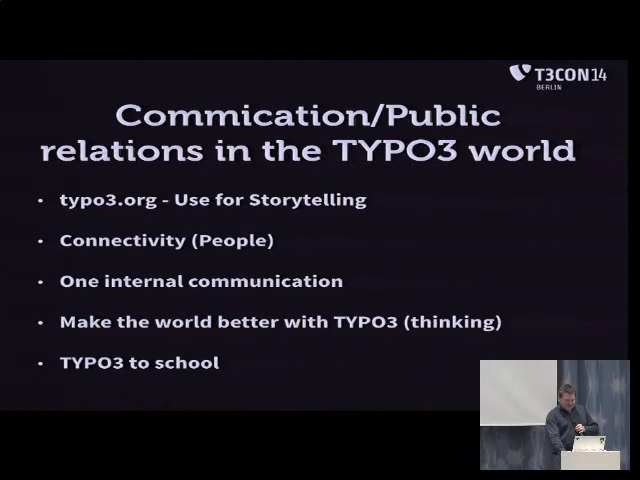 T3CON14
BERLIN
Commication/Public
relations in the TYPO3 world
• typo3.org - Use for Storytelling
• Connectivity (People)
• One internal communication
• Make the world better with TYPO3 (thinking)
• TYPO3 to school